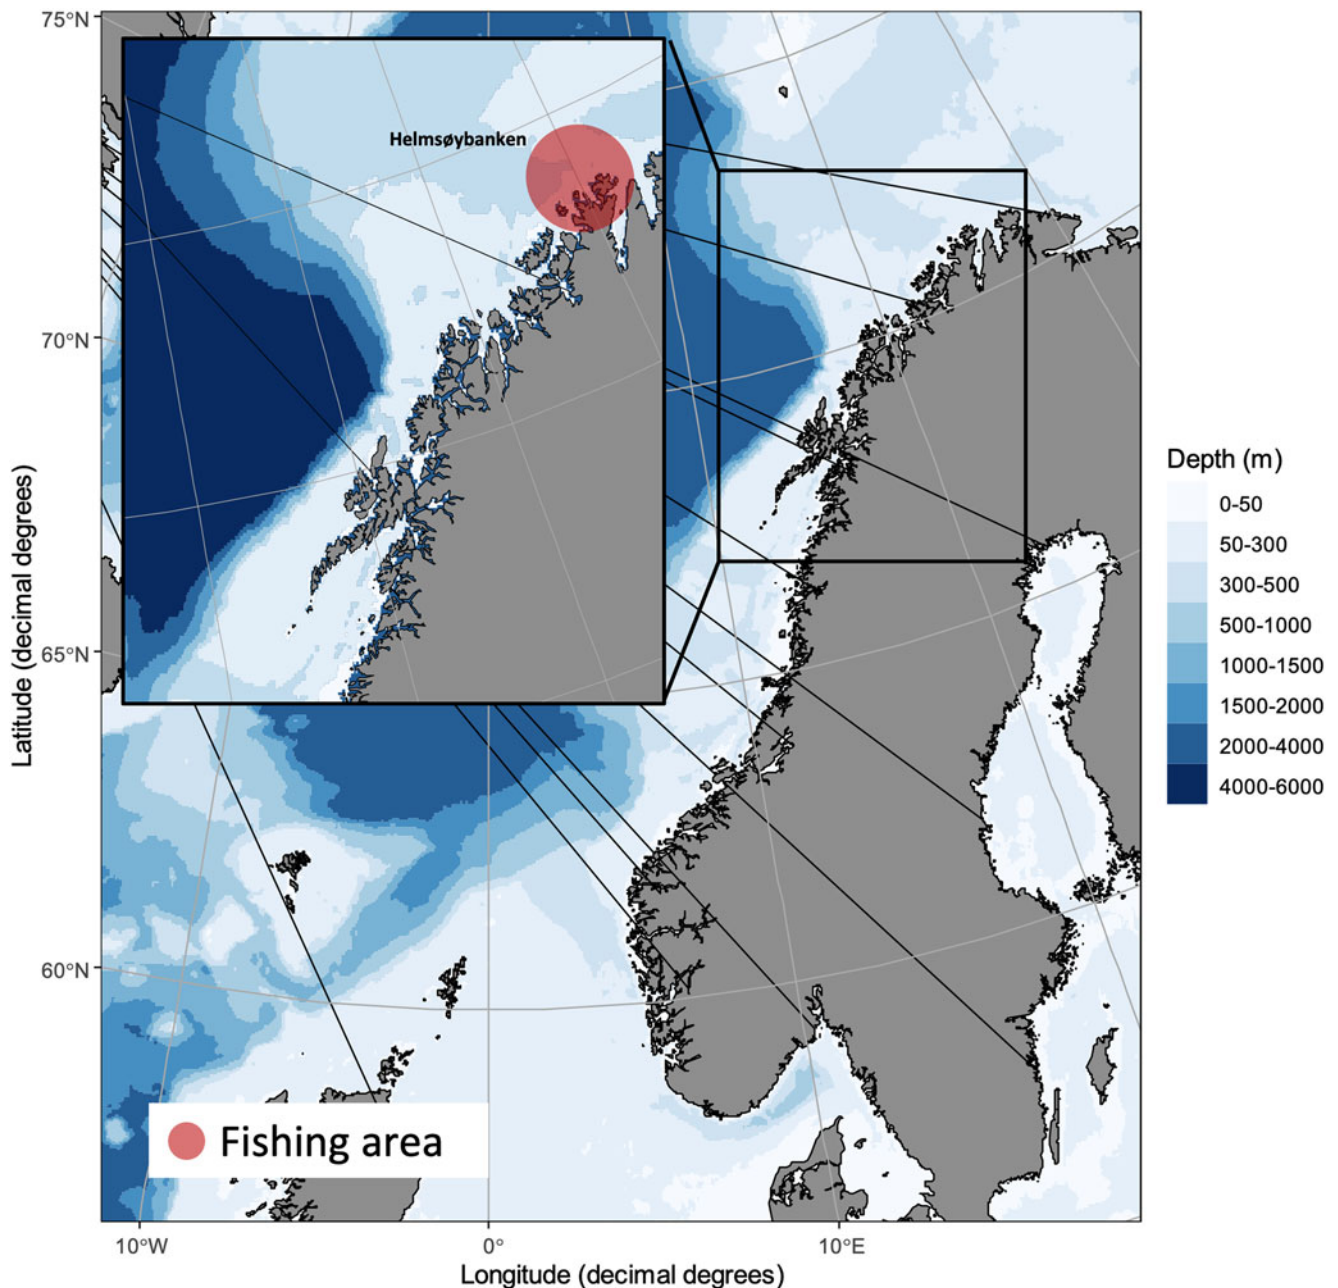 75°N
70°N
65°N
60°N
Latitude (decimal degrees)
Helmsøybanken
Fishing area
10°W
0°
10°E
Longitude (decimal degrees)
Depth (m)
0-50
50-300
300-500
500-1000
1000-1500
1500-2000
2000-4000
4000-6000